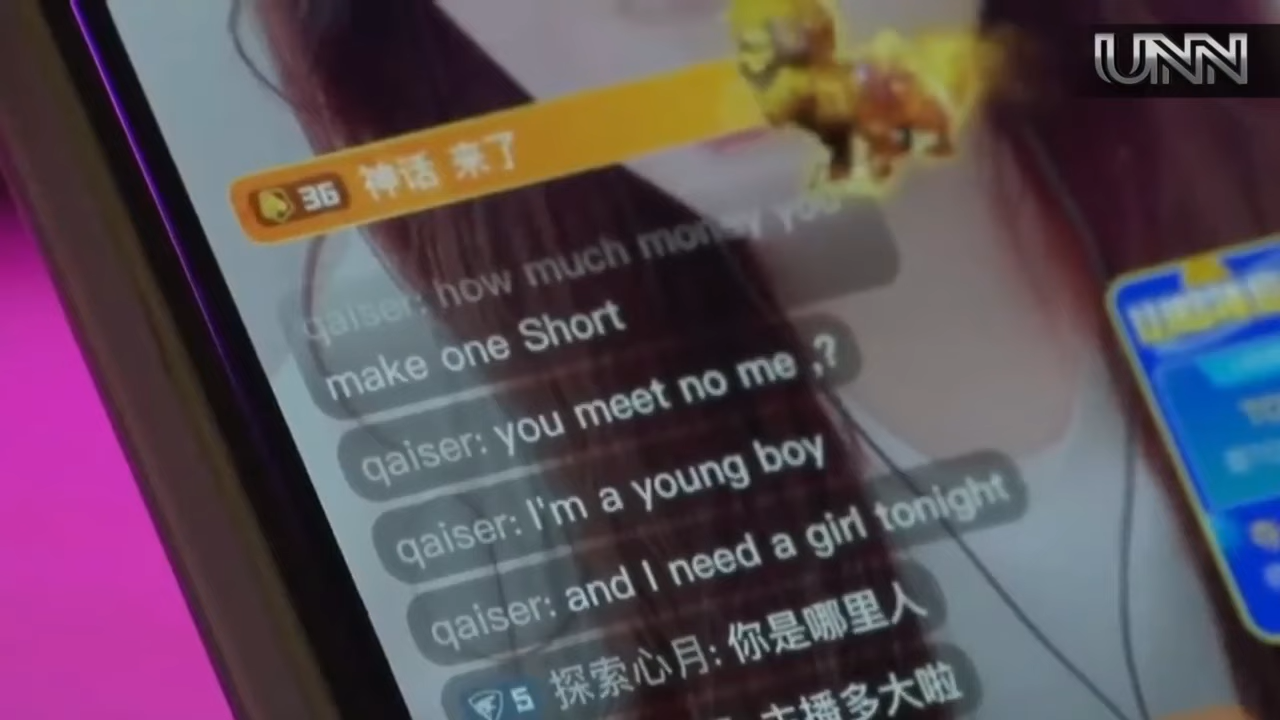 UNN
36 神话 来了
qaiser: how much money you
make one Short
qaiser: you meet no me ,?
qaiser: I'm a young boy
qaiser: and I need a girl tonight
5 探索心月: 你是哪里人
主播多大啦